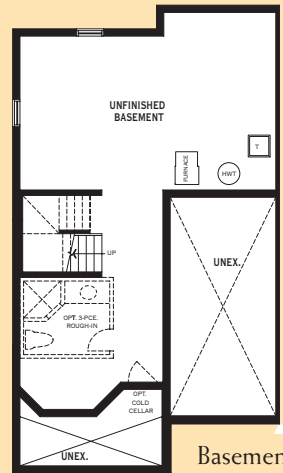 UNFINISHED
BASEMENT
FURNACE
HWT
T
UP
UNEX.
OPT. 3-PCE.
ROUGH-IN
OPT.
COLD
CELLAR
UNEX.
Basemen